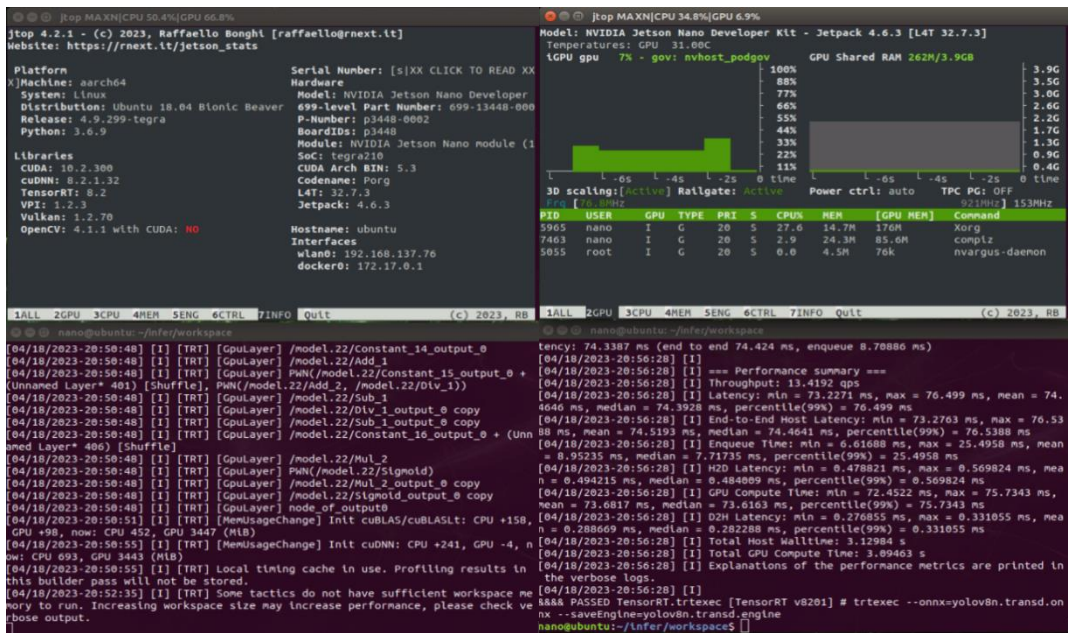 jtop MAXN|CPU 50.4%|GPU 66.8%
jtop 4.2.1 - (c) 2023, Raffaello Bonghi [raffaello@rnext.it]
Website: https://rnext.it/jetson_stats
Platform
X]Machine: aarch64
System: Linux
Distribution: Ubuntu 18.04 Bionic Beaver
Release: 4.9.299-tegra
Python: 3.6.9
Libraries
CUDA: 10.2.300
cuDNN: 8.2.1.32
TensorRT: 8.2
VPI: 1.2.3
Vulkan: 1.2.70
OpenCV: 4.1.1 with CUDA: NO
Serial Number: [s|XX CLICK TO READ XX
Hardware
Model: NVIDIA Jetson Nano Developer
699-level Part Number: 699-13448-000
P-Number: p3448-0002
BoardIDs: p3448
Module: NVIDIA Jetson Nano module (1
SoC: tegra210
CUDA Arch BIN: 5.3
Codename: Porg
L4T: 32.7.3
Jetpack: 4.6.3
Hostname: ubuntu
Interfaces
wlan0: 192.168.137.76
docker0: 172.17.0.1
1ALL 2GPU 3CPU 4MEM 5ENG 6CTRL 7INFO Quit (c) 2023, RB
jtop MAXN|CPU 34.8%|GPU 6.9%
Model: NVIDIA Jetson Nano Developer Kit - Jetpack 4.6.3 [L4T 32.7.3]
Temperatures: GPU 31.00C
iGPU gpu 7% - gov: nvhost_podgov GPU Shared RAM 262M/3.9GB
100% 3.9G
88% 3.5G
77% 3.0G
66% 2.6G
55% 2.2G
44% 1.7G
33% 1.3G
22% 0.9G
11% 0.4G
-6s -4s -2s 0 time -6s -4s -2s 0 time
3D scaling:[Active] Railgate: Active Power ctrl: auto TPC PG: OFF
Frq [76.8MHz 921MHz] 153MHz
PID USER GPU TYPE PRI S CPU% MEM [GPU MEM] Command
5965 nano I G 20 S 27.6 14.7M 176M Xorg
7463 nano I G 20 S 2.9 24.3M 85.6M compiz
5055 root I G 20 S 0.0 4.5M 76k nvargus-daemon
1ALL 2GPU 3CPU 4MEM 5ENG 6CTRL 7INFO Quit (c) 2023, RB
nano@ubuntu: ~/infer/workspace
[04/18/2023-20:50:48] [I] [TRT] [GpuLayer] /model.22/Constant_14_output_0
[04/18/2023-20:50:48] [I] [TRT] [GpuLayer] /model.22/Add_1
[04/18/2023-20:50:48] [I] [TRT] [GpuLayer] PWN(/model.22/Constant_15_output_0 +
(Unnamed Layer* 401) [Shuffle], PWN(/model.22/Add_2, /model.22/Div_1))
[04/18/2023-20:50:48] [I] [TRT] [GpuLayer] /model.22/Sub_1
[04/18/2023-20:50:48] [I] [TRT] [GpuLayer] /model.22/Div_1_output_0 copy
[04/18/2023-20:50:48] [I] [TRT] [GpuLayer] /model.22/Sub_1_output_0 copy
[04/18/2023-20:50:48] [I] [TRT] [GpuLayer] /model.22/Constant_16_output_0 + (Unn
amed Layer* 406) [Shuffle]
[04/18/2023-20:50:48] [I] [TRT] [GpuLayer] /model.22/Mul_2
[04/18/2023-20:50:48] [I] [TRT] [GpuLayer] PWN(/model.22/Sigmoid)
[04/18/2023-20:50:48] [I] [TRT] [GpuLayer] /model.22/Mul_2_output_0 copy
[04/18/2023-20:50:48] [I] [TRT] [GpuLayer] /model.22/Sigmoid_output_0 copy
[04/18/2023-20:50:48] [I] [TRT] [GpuLayer] node_of_output0
[04/18/2023-20:50:51] [I] [TRT] [MemUsageChange] Init cuBLAS/cuBLASLt: CPU +158,
GPU +98, now: CPU 452, GPU 3447 (MiB)
[04/18/2023-20:50:55] [I] [TRT] [MemUsageChange] Init cuDNN: CPU +241, GPU -4, n
ow: CPU 693, GPU 3443 (MiB)
[04/18/2023-20:50:55] [I] [TRT] Local timing cache in use. Profiling results in
this builder pass will not be stored.
[04/18/2023-20:52:35] [I] [TRT] Some tactics do not have sufficient workspace me
mory to run. Increasing workspace size may increase performance, please check ve
rbose output.
nano@ubuntu: ~/infer/workspace
tency: 74.3387 ms (end to end 74.424 ms, enqueue 8.70886 ms)
[04/18/2023-20:56:28] [I]
[04/18/2023-20:56:28] [I] === Performance summary ===
[04/18/2023-20:56:28] [I] Throughput: 13.4192 qps
[04/18/2023-20:56:28] [I] Latency: min = 73.2271 ms, max = 76.499 ms, mean = 74.
4646 ms, median = 74.3928 ms, percentile(99%) = 76.499 ms
[04/18/2023-20:56:28] [I] End-to-End Host Latency: min = 73.2763 ms, max = 76.53
88 ms, mean = 74.5193 ms, median = 74.4641 ms, percentile(99%) = 76.5388 ms
[04/18/2023-20:56:28] [I] Enqueue Time: min = 6.61688 ms, max = 25.4958 ms, mean
= 8.95235 ms, median = 7.71735 ms, percentile(99%) = 25.4958 ms
[04/18/2023-20:56:28] [I] H2D Latency: min = 0.478821 ms, max = 0.569824 ms, mea
n = 0.494215 ms, median = 0.484009 ms, percentile(99%) = 0.569824 ms
[04/18/2023-20:56:28] [I] GPU Compute Time: min = 72.4522 ms, max = 75.7343 ms,
mean = 73.6817 ms, median = 73.6163 ms, percentile(99%) = 75.7343 ms
[04/18/2023-20:56:28] [I] D2H Latency: min = 0.276855 ms, max = 0.331055 ms, mea
n = 0.288669 ms, median = 0.282288 ms, percentile(99%) = 0.331055 ms
[04/18/2023-20:56:28] [I] Total Host Walltime: 3.12984 s
[04/18/2023-20:56:28] [I] Total GPU Compute Time: 3.09463 s
[04/18/2023-20:56:28] [I] Explanations of the performance metrics are printed in
the verbose logs.
[04/18/2023-20:56:28] [I]
&&&& PASSED TensorRT.trtexec [TensorRT v8201] # trtexec --onnx=yolov8n.transd.on
nx --saveEngine=yolov8n.transd.engine
nano@ubuntu:~/infer/workspace$